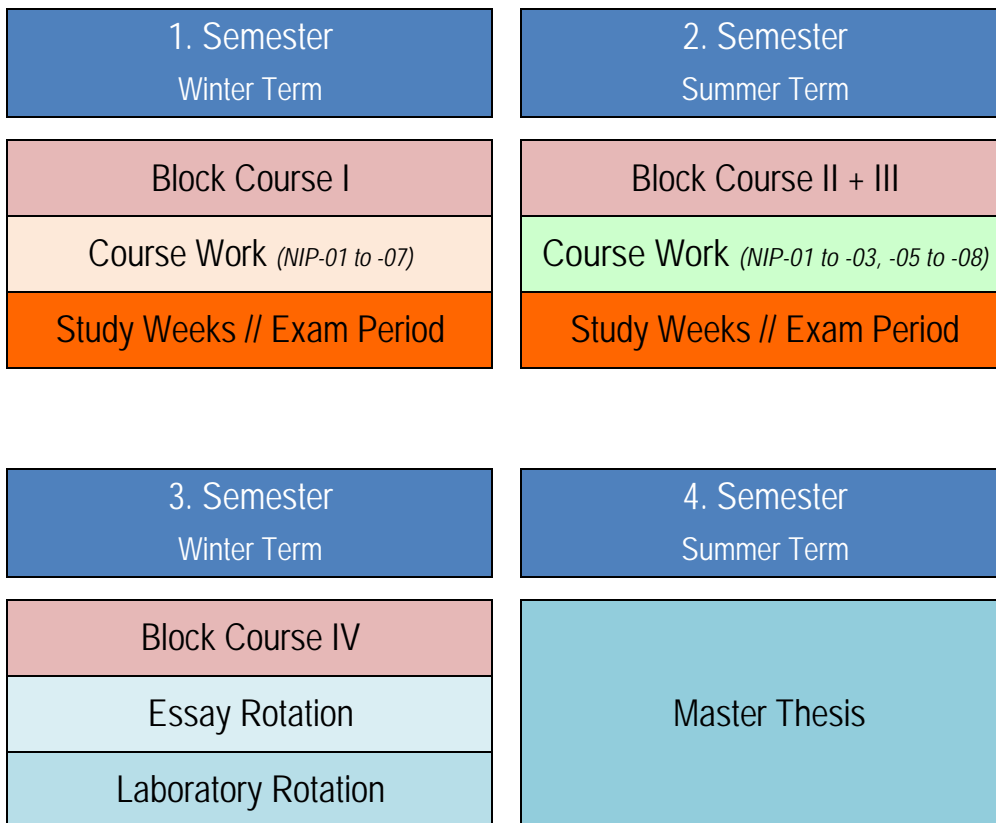 1. Semester
Winter Term
Block Course I
Course Work (NIP-01 to -07)
Study Weeks // Exam Period
2. Semester
Summer Term
Block Course II + III
Course Work (NIP-01 to -03, -05 to -08)
Study Weeks // Exam Period
3. Semester
Winter Term
Block Course IV
Essay Rotation
Laboratory Rotation
4. Semester
Summer Term
Master Thesis